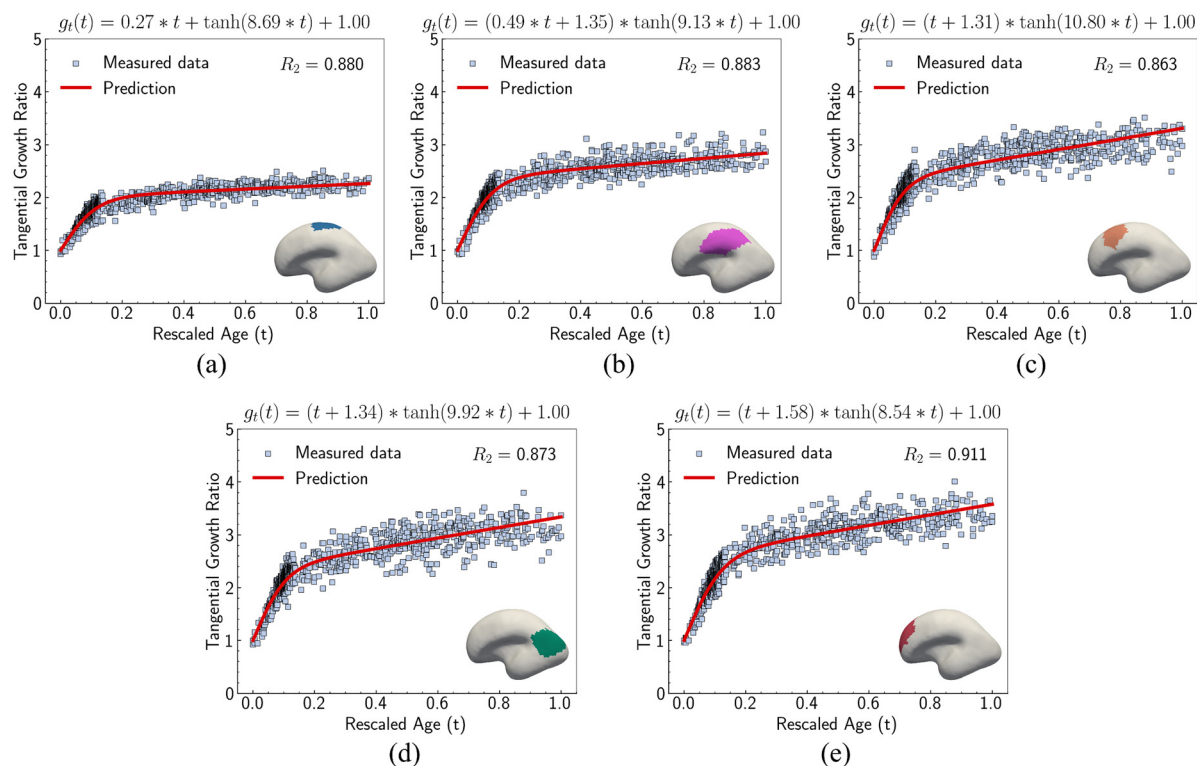 g_t(t) = 0.27 * t + tanh(8.69 * t) + 1.00
5
4
3
2
1
0
Tangential Growth Ratio
Measured data
Prediction
R_2 = 0.880
0.0 0.2 0.4 0.6 0.8 1.0
Rescaled Age (t)
(a)
g_t(t) = (0.49 * t + 1.35) * tanh(9.13 * t) + 1.00
5
4
3
2
1
0
Tangential Growth Ratio
Measured data
Prediction
R_2 = 0.883
0.0 0.2 0.4 0.6 0.8 1.0
Rescaled Age (t)
(b)
g_t(t) = (t + 1.31) * tanh(10.80 * t) + 1.00
5
4
3
2
1
0
Tangential Growth Ratio
Measured data
Prediction
R_2 = 0.863
0.0 0.2 0.4 0.6 0.8 1.0
Rescaled Age (t)
(c)
g_t(t) = (t + 1.34) * tanh(9.92 * t) + 1.00
5
4
3
2
1
0
Tangential Growth Ratio
Measured data
Prediction
R_2 = 0.873
0.0 0.2 0.4 0.6 0.8 1.0
Rescaled Age (t)
(d)
g_t(t) = (t + 1.58) * tanh(8.54 * t) + 1.00
5
4
3
2
1
0
Tangential Growth Ratio
Measured data
Prediction
R_2 = 0.911
0.0 0.2 0.4 0.6 0.8 1.0
Rescaled Age (t)
(e)